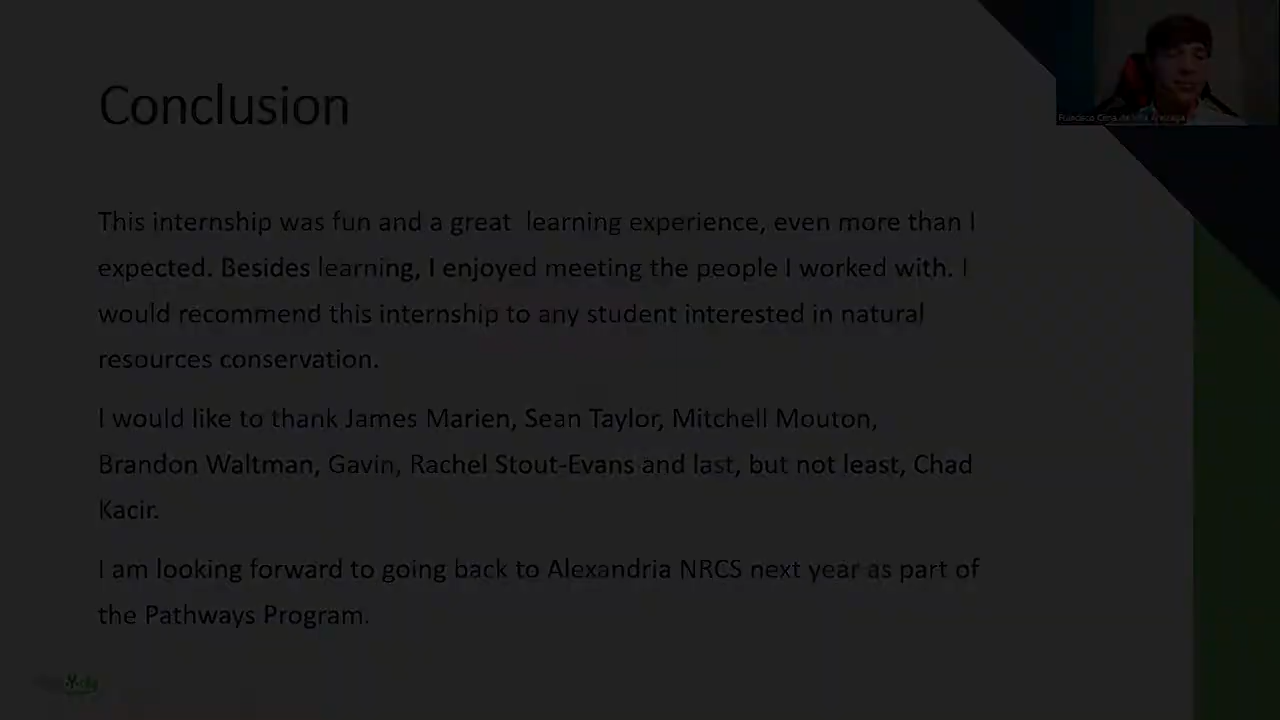 Conclusion
This internship was fun and a great learning experience, even more than I
expected. Besides learning, I enjoyed meeting the people I worked with. I
would recommend this internship to any student interested in natural
resources conservation.
I would like to thank James Marien, Sean Taylor, Mitchell Mouton,
Brandon Waltman, Gavin, Rachel Stout-Evans and last, but not least, Chad
Kacir.
I am looking forward to going back to Alexandria NRCS next year as part of
the Pathways Program.